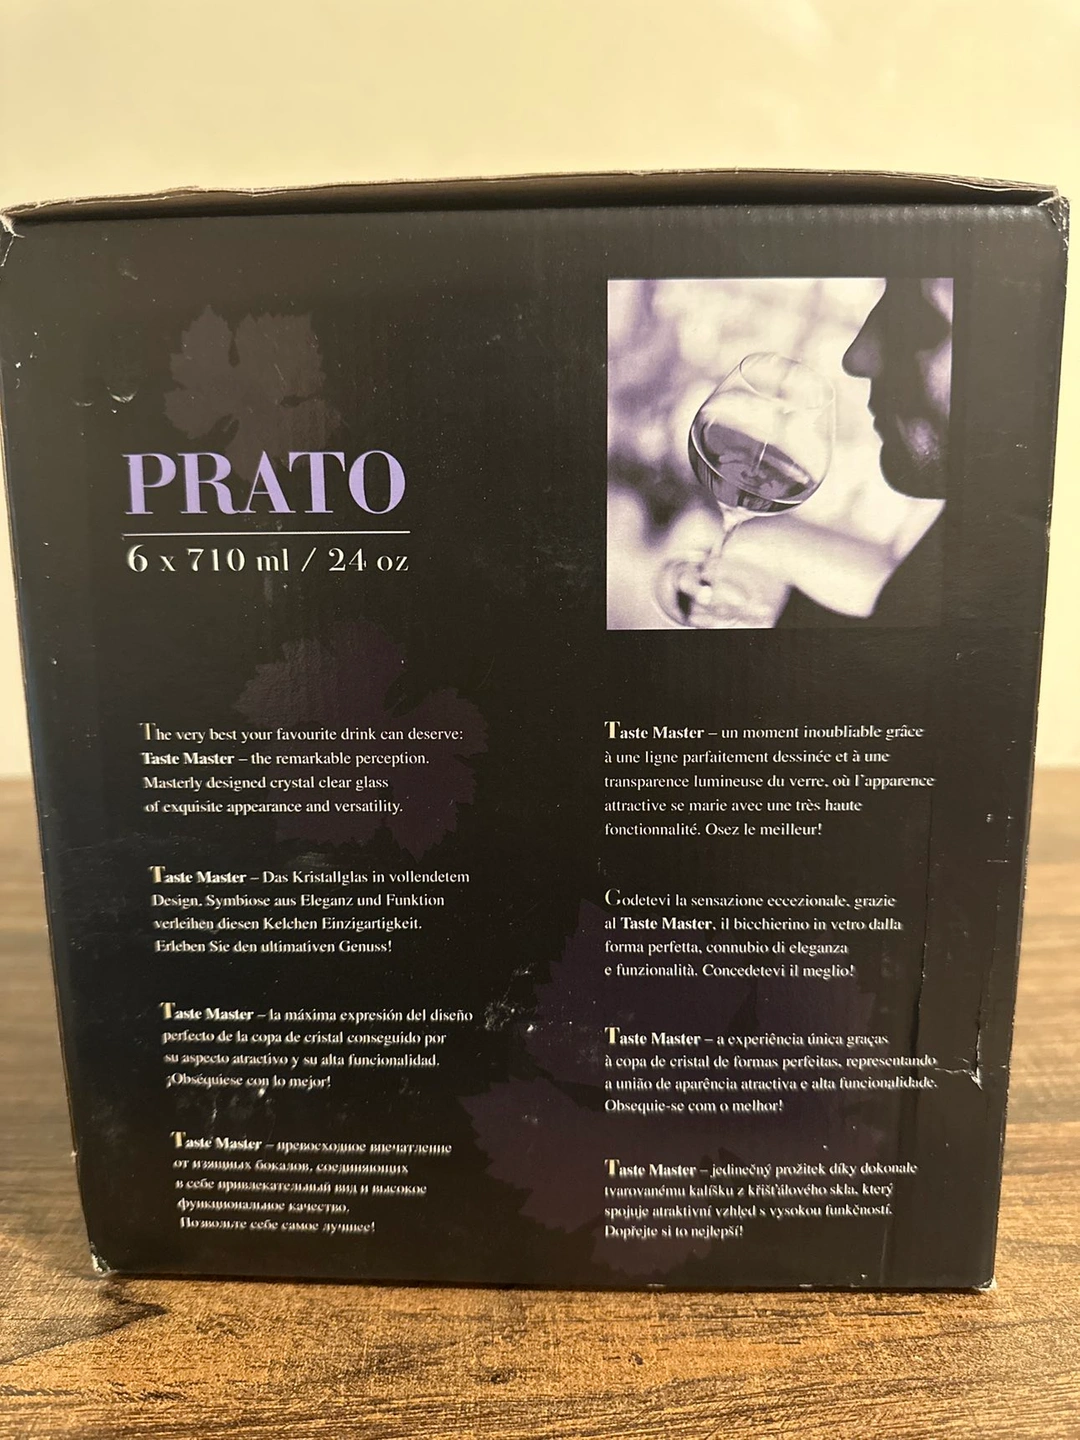 PRATO
6 x 710 ml / 24 oz
The very best your favourite drink can deserve:
Taste Master – the remarkable perception.
Masterly designed crystal clear glass
of exquisite appearance and versatility.
Taste Master – Das Kristallglas in vollendetem
Design. Symbiose aus Eleganz und Funktion
verleihen diesen Kelchen Einzigartigkeit.
Erleben Sie den ultimativen Genuss!
Taste Master – la máxima expresión del diseño
perfecto de la copa de cristal conseguido por
su aspecto atractivo y su alta funcionalidad.
¡Obséquiese con lo mejor!
Taste Master – превосходное впечатление
от изящных бокалов, соединяющих
в себе привлекательный вид и высокое
функциональное качество.
Позвольте себе самое лучшее!
Taste Master – un moment inoubliable grâce
à une ligne parfaitement dessinée et à une
transparence lumineuse du verre, où l'apparence
attractive se marie avec une très haute
fonctionnalité. Osez le meilleur!
Godetevi la sensazione eccezionale, grazie
al Taste Master, il bicchierino in vetro dalla
forma perfetta, connubio di eleganza
e funzionalità. Concedetevi il meglio!
Taste Master – a experiência única graças
à copa de cristal de formas perfeitas, representando
a união de aparência atractiva e alta funcionalidade.
Obsequie-se com o melhor!
Taste Master – jedinečný prožitek díky dokonale
tvarovanému kalíšku z křišťálového skla, který
spojuje atraktivní vzhled s vysokou funkčností.
Dopřejte si to nejlepší!